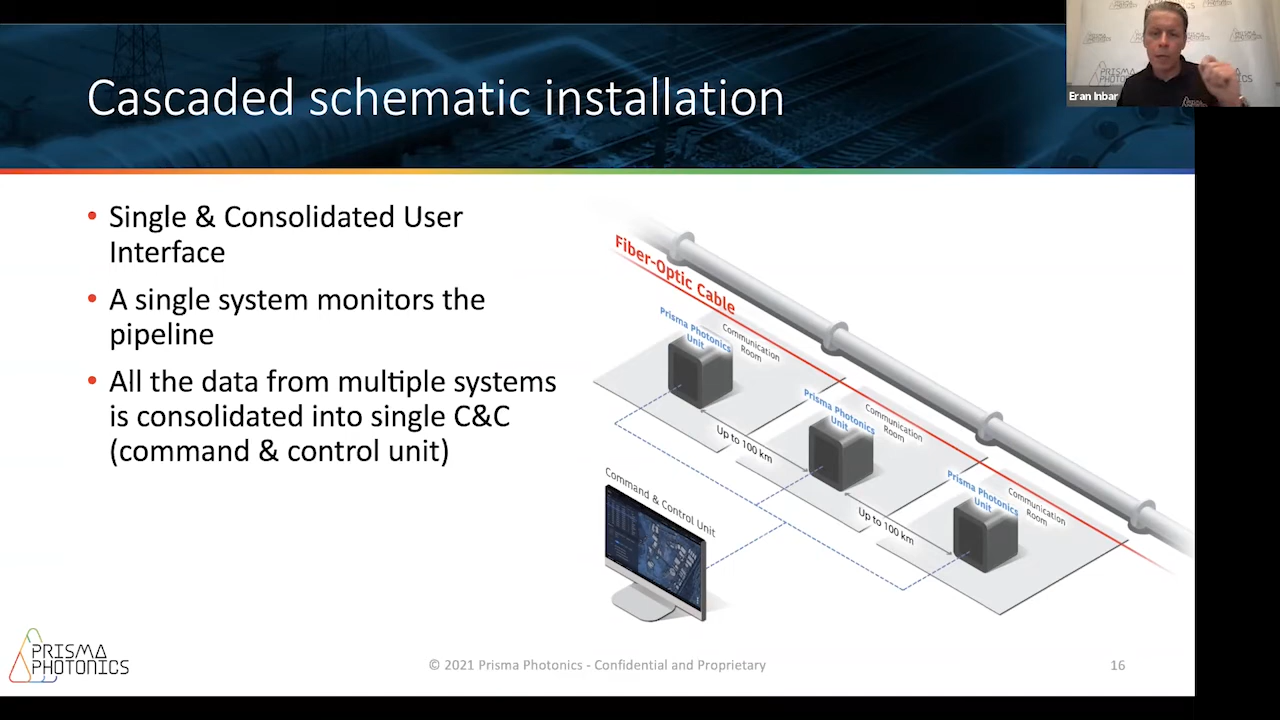 Cascaded schematic installation
PRISMA
PHOTONICS
Eran Inbar
• Single & Consolidated User
Interface
• A single system monitors the
pipeline
• All the data from multiple systems
is consolidated into single C&C
(command & control unit)
Fiber-Optic Cable
Prisma Photonics
Unit
Communication
Room
Up to 100 km
Prisma Photonics
Unit
Communication
Room
Up to 100 km
Prisma Photonics
Unit
Communication
Room
Command & Control Unit
PRISMA
PHOTONICS
© 2021 Prisma Photonics - Confidential and Proprietary
16